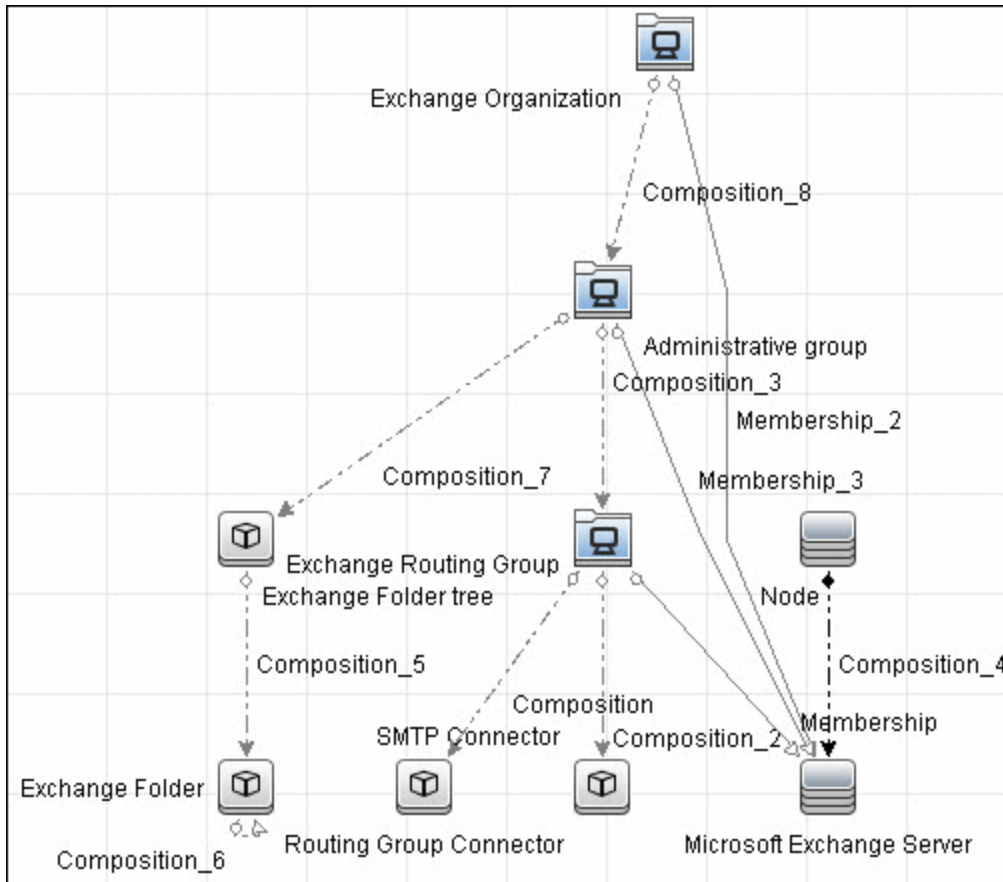 Exchange Organization
Composition_8
Administrative group
Composition_3
Membership_2
Composition_7
Membership_3
Exchange Routing Group
Exchange Folder tree
Node
Composition_5
Composition_4
Composition
Membership
SMTP Connector
Composition_2
Exchange Folder
Routing Group Connector
Microsoft Exchange Server
Composition_6